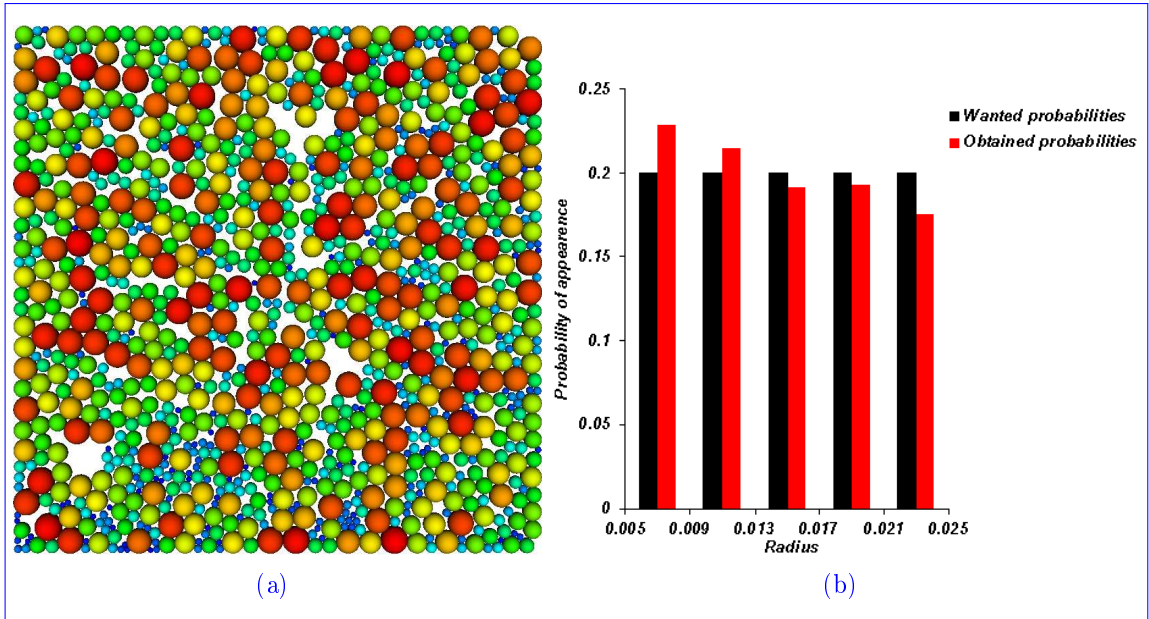 0.25
0.2
0.15
0.1
0.05
0
Probability of appearence
0.005 0.009 0.013 0.017 0.021 0.025
Radius
Wanted probabilities
Obtained probabilities
(a) (b)